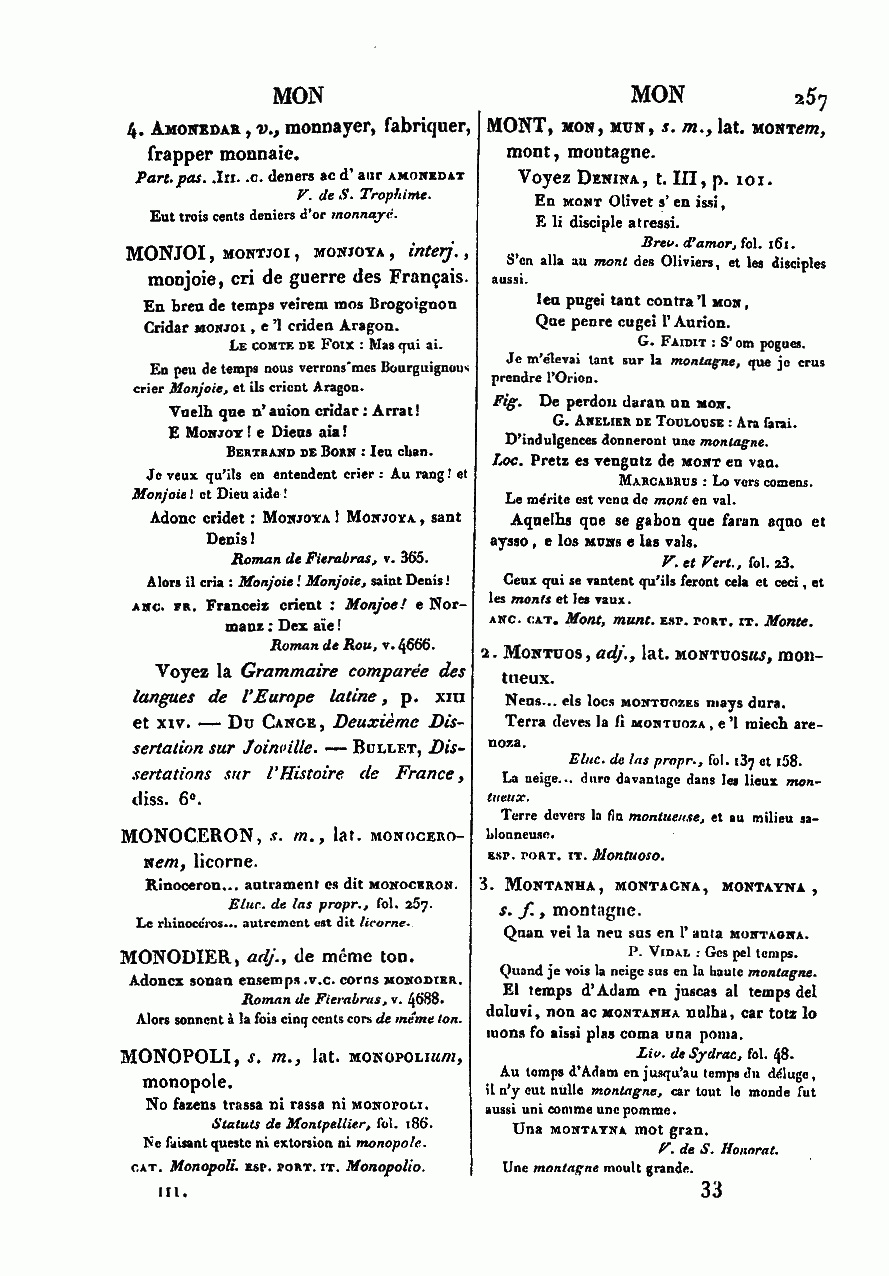 MON
4. AMONEDAR, v., monnayer, fabriquer,
frapper monnaie.
Part. pas. .III. .C. deners ac d' aur AMONEDAT
V. de S. Trophime.
Eut trois cents deniers d'or monnayé.
MONJOI, MONTJOI, MONJOYA, interj.,
monjoie, cri de guerre des Français.
En breu de temps veirem mos Brogoignon
Cridar MONJOI, e 'l criden Aragon.
LE COMTE DE FOIX : Mas qui ai.
En peu de temps nous verrons mes Bourguignous
crier Monjoie, et ils crient Aragon.
Vuelh que n' auion cridar : Arrat!
E MONJOY! e Dieus aia!
BERTRAND DE BORN : Ieu chan.
Je veux qu'ils en entendent crier : Au rang! et
Monjoie! et Dieu aide!
Adonc cridet : MONJOYA! MONJOYA, sant
Denis!
Roman de Fierabras, v. 365.
Alors il cria : Monjoie! Monjoie, saint Denis!
ANC. FR. Franceiz crient : Monjoe! e Nor-
manz : Dex aïe!
Roman de Rou, v. 4666.
Voyez la Grammaire comparée des
langues de l'Europe latine, p. XIII
et XIV. — DU CANGE, Deuxième Dis-
sertation sur Joinville. — BULLET, Dis-
sertations sur l'Histoire de France,
diss. 6e.
MONOCERON, s. m., lat. MONOCERO-
NEM, licorne.
Rinoceron... autrament es dit MONOCERON.
Eluc. de las propr., fol. 257.
Le rhinocéros... autrement est dit licorne.
MONODIER, adj., de même ton.
Adoncx sonan ensemps .v.c. corns MONODIER.
Roman de Fierabras, v. 4688.
Alors sonnent à la fois cinq cents cors de même ton.
MONOPOLI, s. m., lat. MONOPOLIum,
monopole.
No fazens trassa ni rassa ni MONOPOLI.
Statuts de Montpellier, fol. 186.
Ne faisant queste ni extorsion ni monopole.
CAT. Monopoli. ESP. PORT. IT. Monopolio.
III.
MON 257
MONT, MON, MUN, s. m., lat. MONTem,
mont, montagne.
Voyez DENINA, t. III, p. 101.
En MONT Olivet s' en issi,
E li disciple atressi.
Brev. d'amor, fol. 161.
S'en alla au mont des Oliviers, et les disciples
aussi.
Ieu pugei tant contra 'l MON,
Que penre cugei l' Aurion.
G. FAIDIT : S' om pogues.
Je m'élevai tant sur la montagne, que je crus
prendre l'Orion.
Fig. De perdon daran un MON.
G. ANELIER DE TOULOUSE : Ara farai.
D'indulgences donneront une montagne.
Loc. Pretz es vengutz de MONT en van.
MARCABRUS : Lo vers comens.
Le mérite est venu de mont en val.
Aquelhs que se gabon que faran aquo et
aysso, e los MUNS e las vals.
V. et Vert., fol. 23.
Ceux qui se vantent qu'ils feront cela et ceci, et
les monts et les vaux.
ANC. CAT. Mont, munt. ESP. PORT. IT. Monte.
2. MONTUOS, adj., lat. MONTUOSus, mon-
tueux.
Neus... els locs MONTUOZES mays dura.
Terra deves la fi MONTUOZA, e 'l miech are-
noza.
Eluc. de las propr., fol. 137 et 158.
La neige... dure davantage dans les lieux mon-
tueux.
Terre devers la fin montueuse, et au milieu sa-
blonneuse.
ESP. PORT. IT. Montuoso.
3. MONTANHA, MONTAGNA, MONTAYNA,
s. f., montagne.
Quan vei la neu sus en l' auta MONTAGNA.
P. VIDAL : Ges pel temps.
Quand je vois la neige sus en la haute montagne.
El temps d'Adam en juscas al temps del
duluvi, non ac MONTANHA nulha, car totz lo
mons fo aissi plas coma una poma.
Liv. de Sydrac, fol. 48.
Au temps d'Adam en jusqu'au temps du déluge,
il n'y eut nulle montagne, car tout le monde fut
aussi uni comme une pomme.
Una MONTAYNA mot gran.
V. de S. Honorat.
Une montagne moult grande.
33